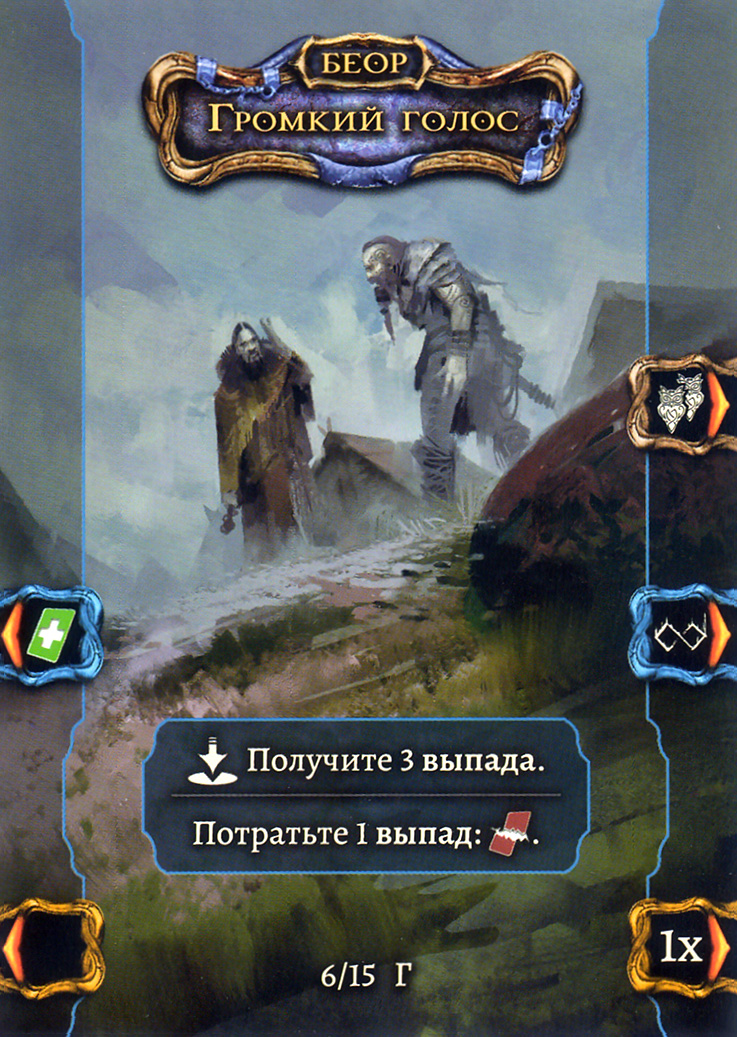 БЕОР
Громкий голос
Получите 3 выпада.
Потратьте 1 выпад: .
1x
6/15 Г